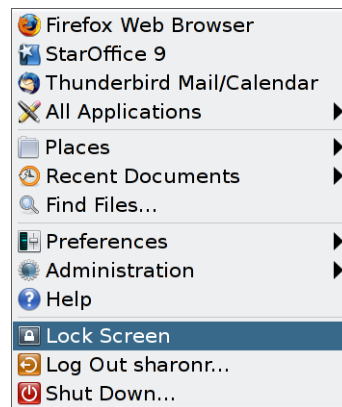 Firefox Web Browser
StarOffice 9
Thunderbird Mail/Calendar
All Applications
Places
Recent Documents
Find Files...
Preferences
Administration
Help
Lock Screen
Log Out sharonr...
Shut Down...